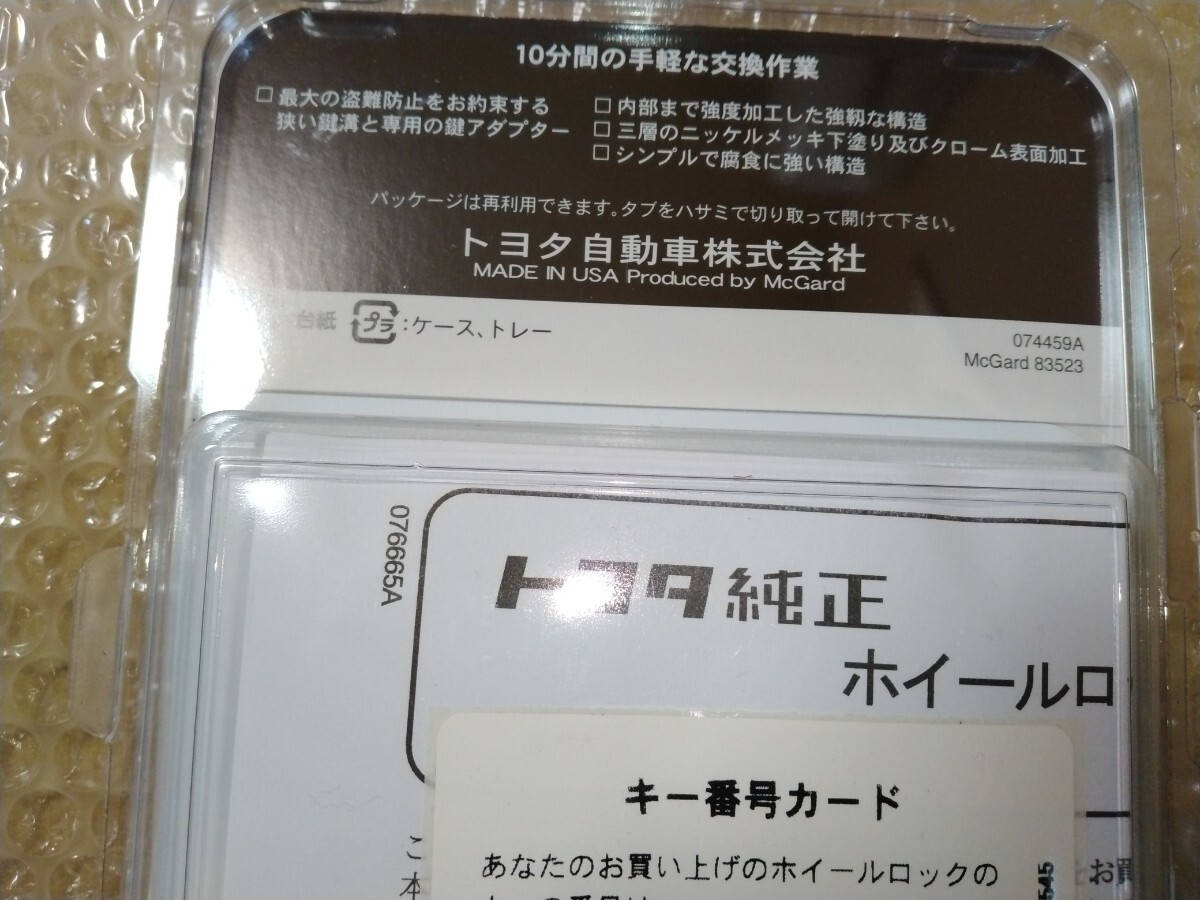 10分間の手軽な交換作業
□ 最大の盗難防止をお約束する
狭い鍵溝と専用の鍵アダプター
□ 内部まで強度加工した強靱な構造
□ 三層のニッケルメッキ下塗り及びクローム表面加工
□ シンプルで腐食に強い構造
パッケージは再利用できます。タブをハサミで切り取って開けて下さい。
トヨタ自動車株式会社
MADE IN USA Produced by McGard
台紙 プラ:ケース、トレー
074459A
McGard 83523
076665A
トヨタ純正
ホイールロ
キー番号カード
あなたのお買い上げのホイールロックの
こ
本
お買
545